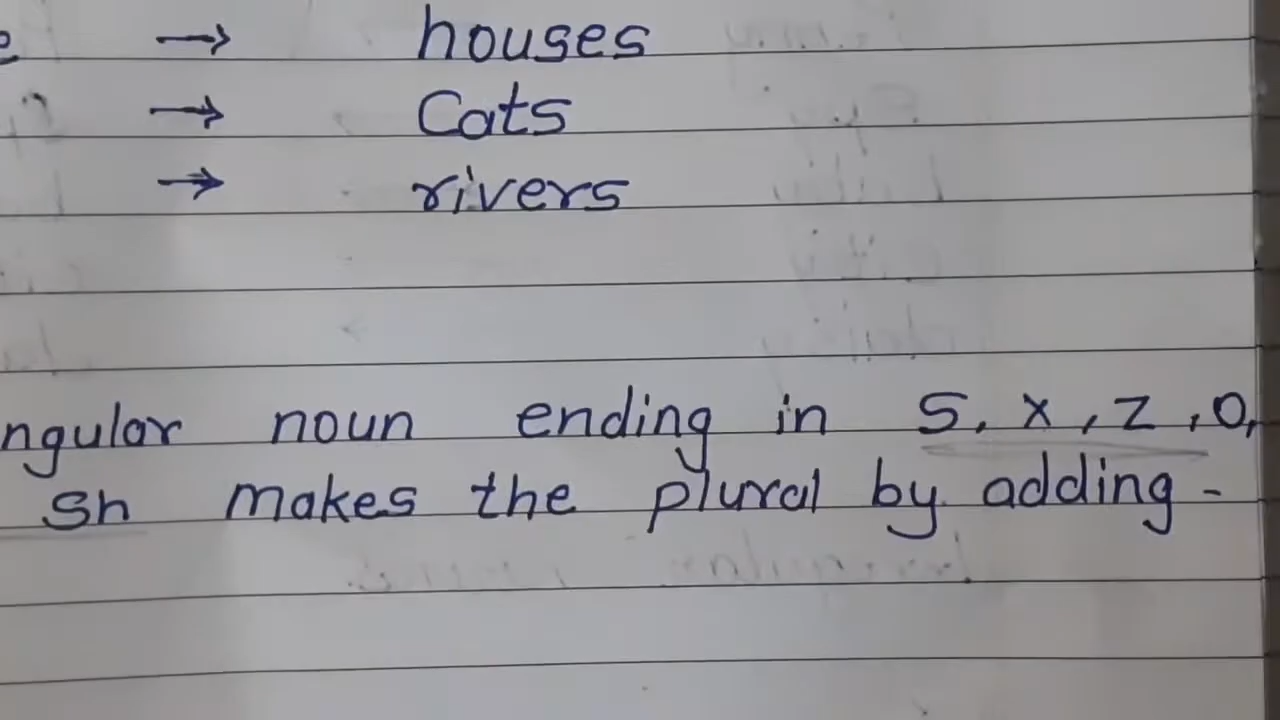 → houses
→ Cats
→ rivers
ngular noun ending in s, x, z, o,
sh makes the plural by adding -